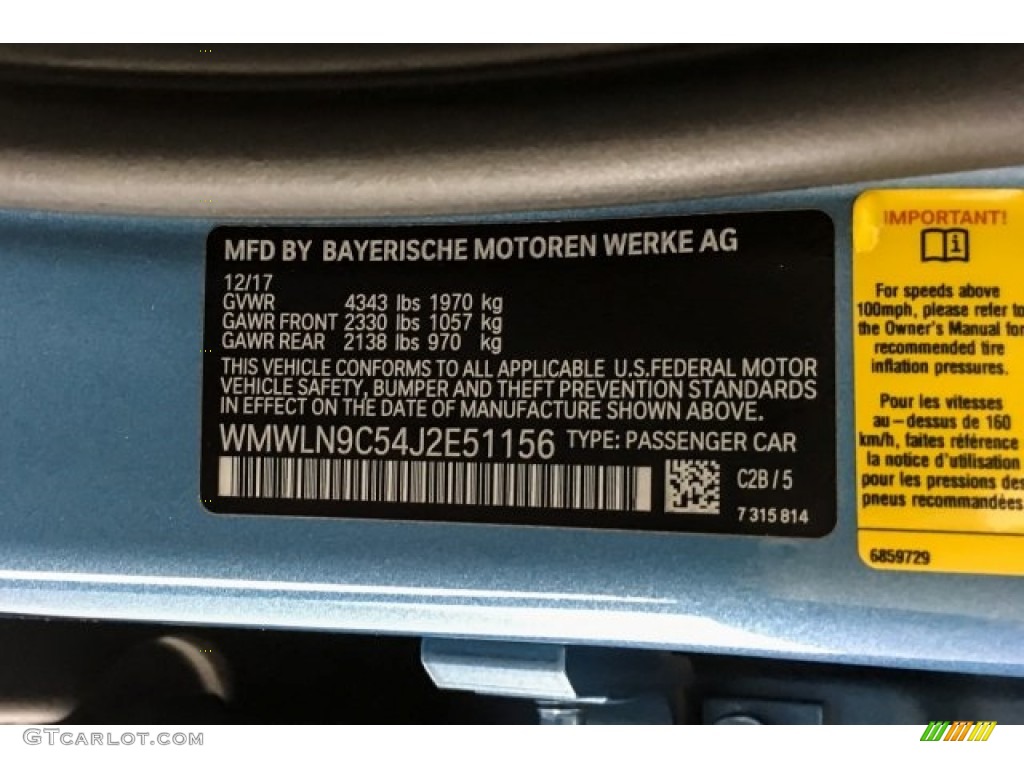 MFD BY BAYERISCHE MOTOREN WERKE AG
12/17
GVWR 4343 lbs 1970 kg
GAWR FRONT 2330 lbs 1057 kg
GAWR REAR 2138 lbs 970 kg
THIS VEHICLE CONFORMS TO ALL APPLICABLE U.S.FEDERAL MOTOR
VEHICLE SAFETY, BUMPER AND THEFT PREVENTION STANDARDS
IN EFFECT ON THE DATE OF MANUFACTURE SHOWN ABOVE.
WMWLN9C54J2E51156 TYPE: PASSENGER CAR
C2B / 5
7 315 814
IMPORTANT!
For speeds above
100mph, please refer to
the Owner's Manual for
recommended tire
inflation pressures.
Pour les vitesses
au-dessus de 160
km/h, faites référence
la notice d'utilisation
pour les pressions des
pneus recommandées
6859729
GTcarlot.com